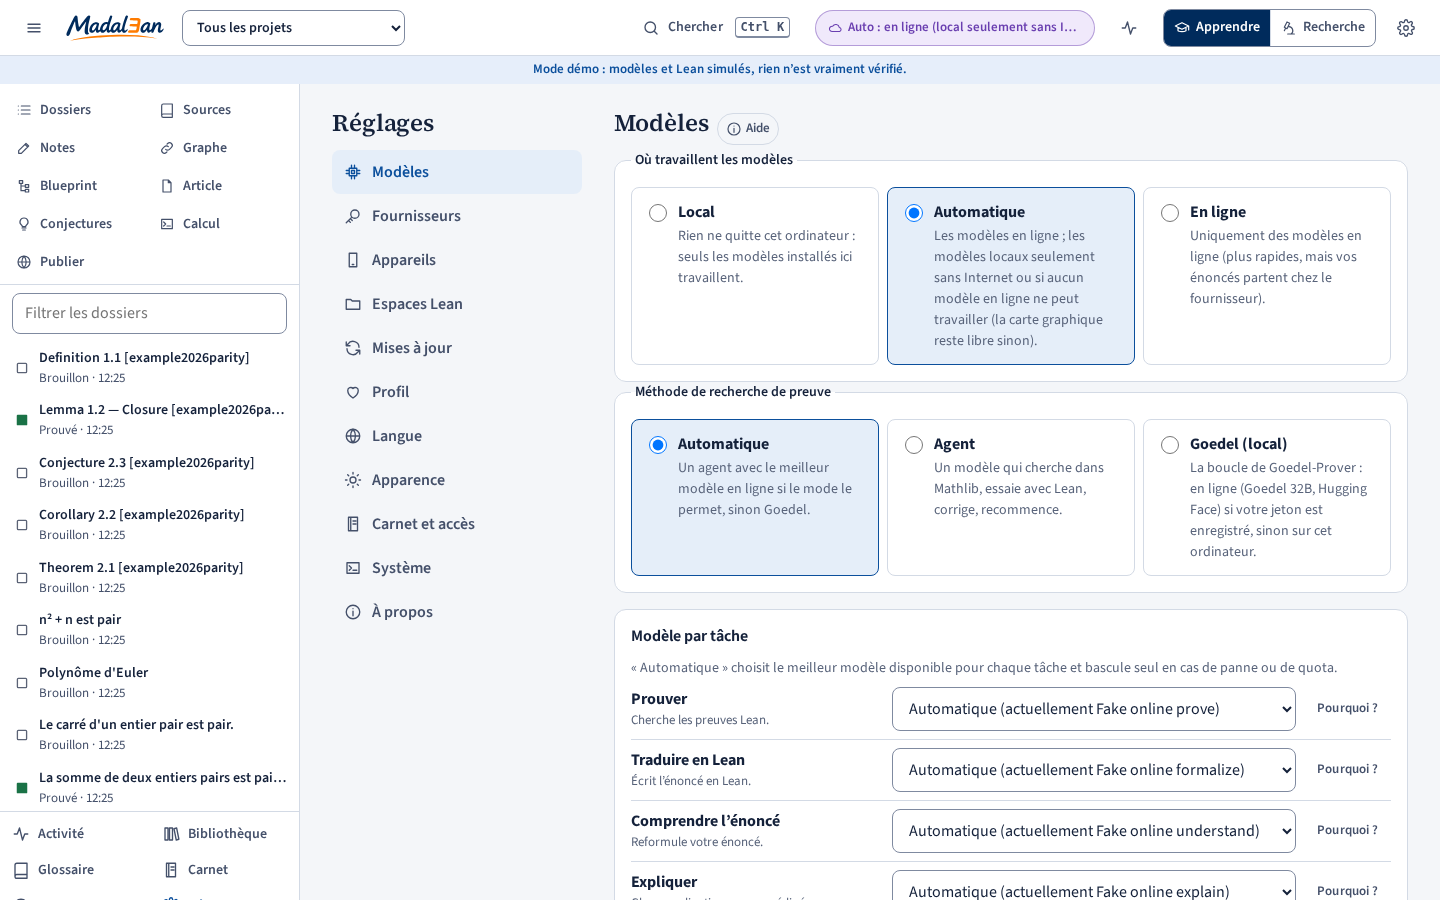 Madal3an
Tous les projets
Chercher
Ctrl K
Auto : en ligne (local seulement sans I…
Apprendre
Recherche
Mode démo : modèles et Lean simulés, rien n’est vraiment vérifié.
Dossiers
Sources
Notes
Graphe
Blueprint
Article
Conjectures
Calcul
Publier
Filtrer les dossiers
Definition 1.1 [example2026parity]
Brouillon · 12:25
Lemma 1.2 — Closure [example2026pa…
Prouvé · 12:25
Conjecture 2.3 [example2026parity]
Brouillon · 12:25
Corollary 2.2 [example2026parity]
Brouillon · 12:25
Theorem 2.1 [example2026parity]
Brouillon · 12:25
n² + n est pair
Brouillon · 12:25
Polynôme d'Euler
Brouillon · 12:25
Le carré d'un entier pair est pair.
Brouillon · 12:25
La somme de deux entiers pairs est pai…
Prouvé · 12:25
Activité
Bibliothèque
Glossaire
Carnet
Réglages
Modèles
Fournisseurs
Appareils
Espaces Lean
Mises à jour
Profil
Langue
Apparence
Carnet et accès
Système
À propos
Modèles
Aide
Où travaillent les modèles
Local
Rien ne quitte cet ordinateur :
seuls les modèles installés ici
travaillent.
Automatique
Les modèles en ligne ; les
modèles locaux seulement
sans Internet ou si aucun
modèle en ligne ne peut
travailler (la carte graphique
reste libre sinon).
En ligne
Uniquement des modèles en
ligne (plus rapides, mais vos
énoncés partent chez le
fournisseur).
Méthode de recherche de preuve
Automatique
Un agent avec le meilleur
modèle en ligne si le mode le
permet, sinon Goedel.
Agent
Un modèle qui cherche dans
Mathlib, essaie avec Lean,
corrige, recommence.
Goedel (local)
La boucle de Goedel-Prover :
en ligne (Goedel 32B, Hugging
Face) si votre jeton est
enregistré, sinon sur cet
ordinateur.
Modèle par tâche
« Automatique » choisit le meilleur modèle disponible pour chaque tâche et bascule seul en cas de panne ou de quota.
Prouver
Cherche les preuves Lean.
Automatique (actuellement Fake online prove)
Pourquoi ?
Traduire en Lean
Écrit l’énoncé en Lean.
Automatique (actuellement Fake online formalize)
Pourquoi ?
Comprendre l’énoncé
Reformule votre énoncé.
Automatique (actuellement Fake online understand)
Pourquoi ?
Expliquer
Automatique (actuellement Fake online explain)
Pourquoi ?